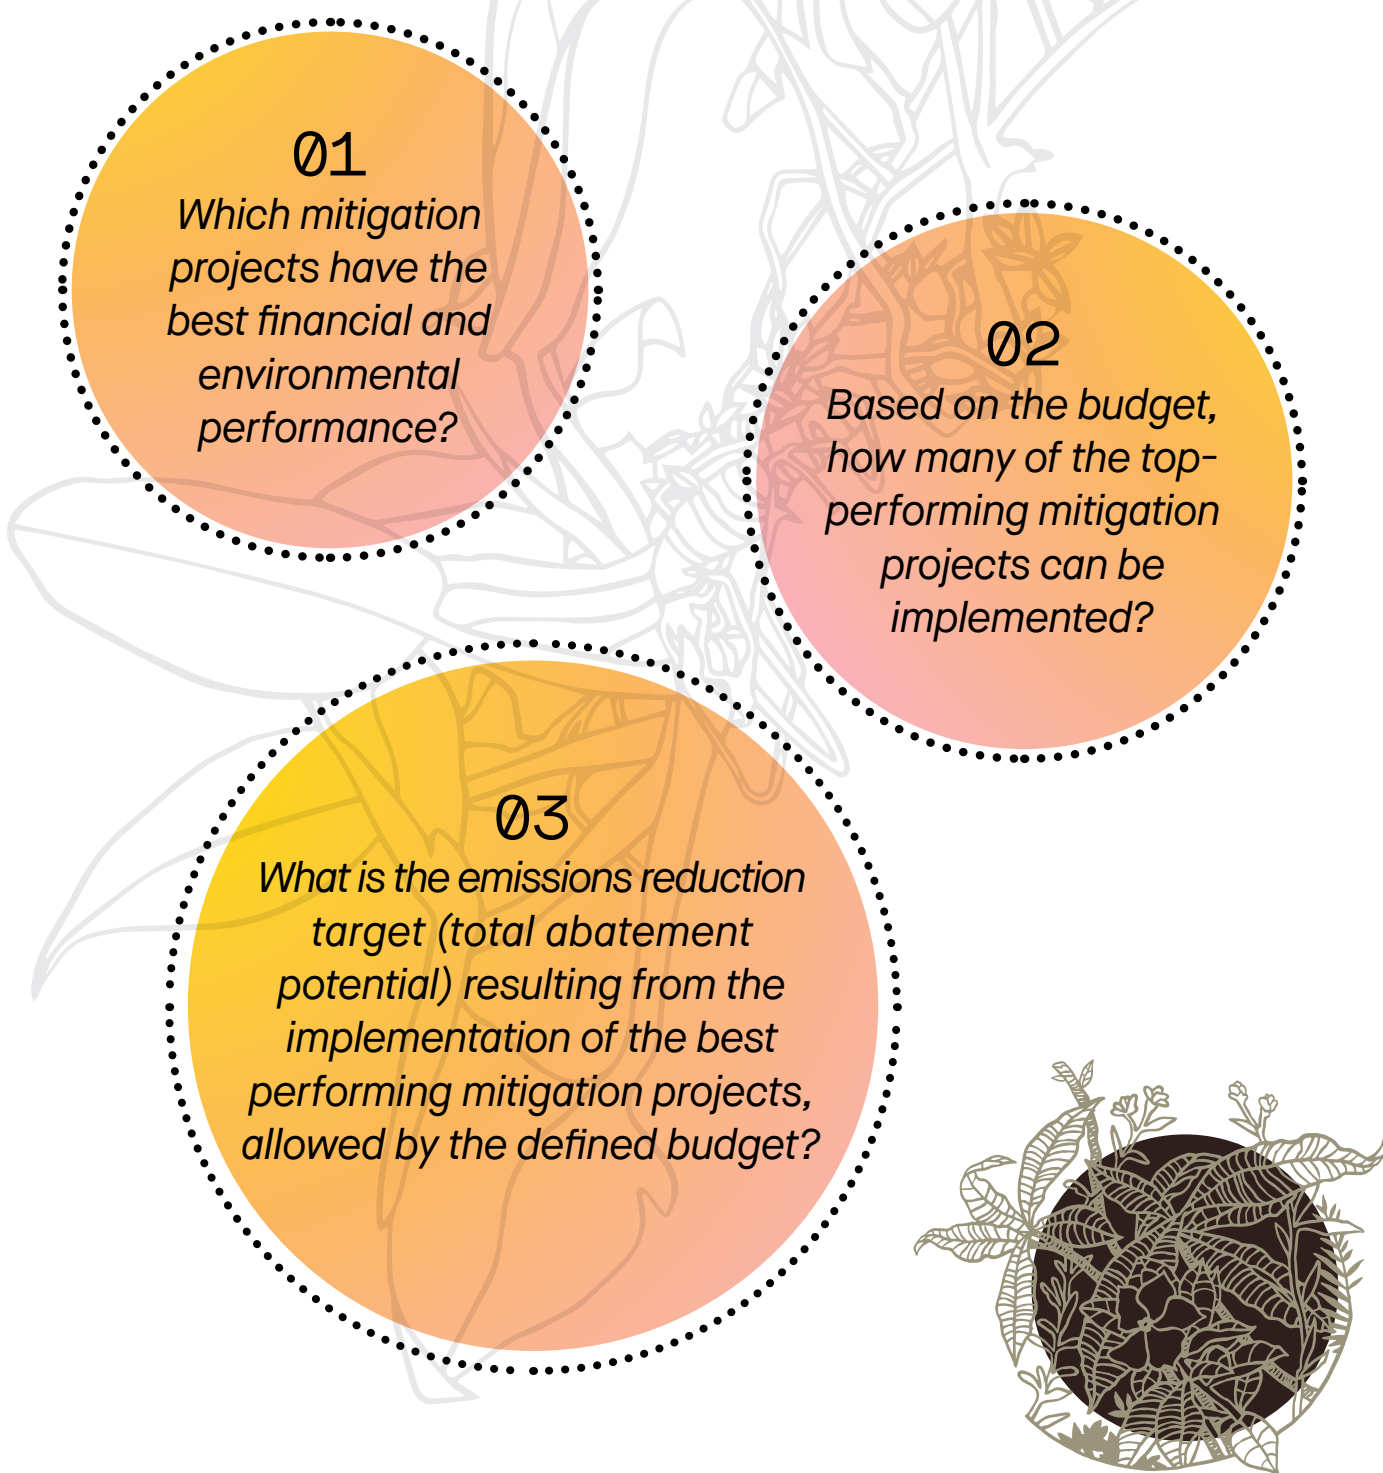 01
Which mitigation
projects have the
best financial and
environmental
performance?
02
Based on the budget,
how many of the top-
performing mitigation
projects can be
implemented?
03
What is the emissions reduction
target (total abatement
potential) resulting from the
implementation of the best
performing mitigation projects,
allowed by the defined budget?